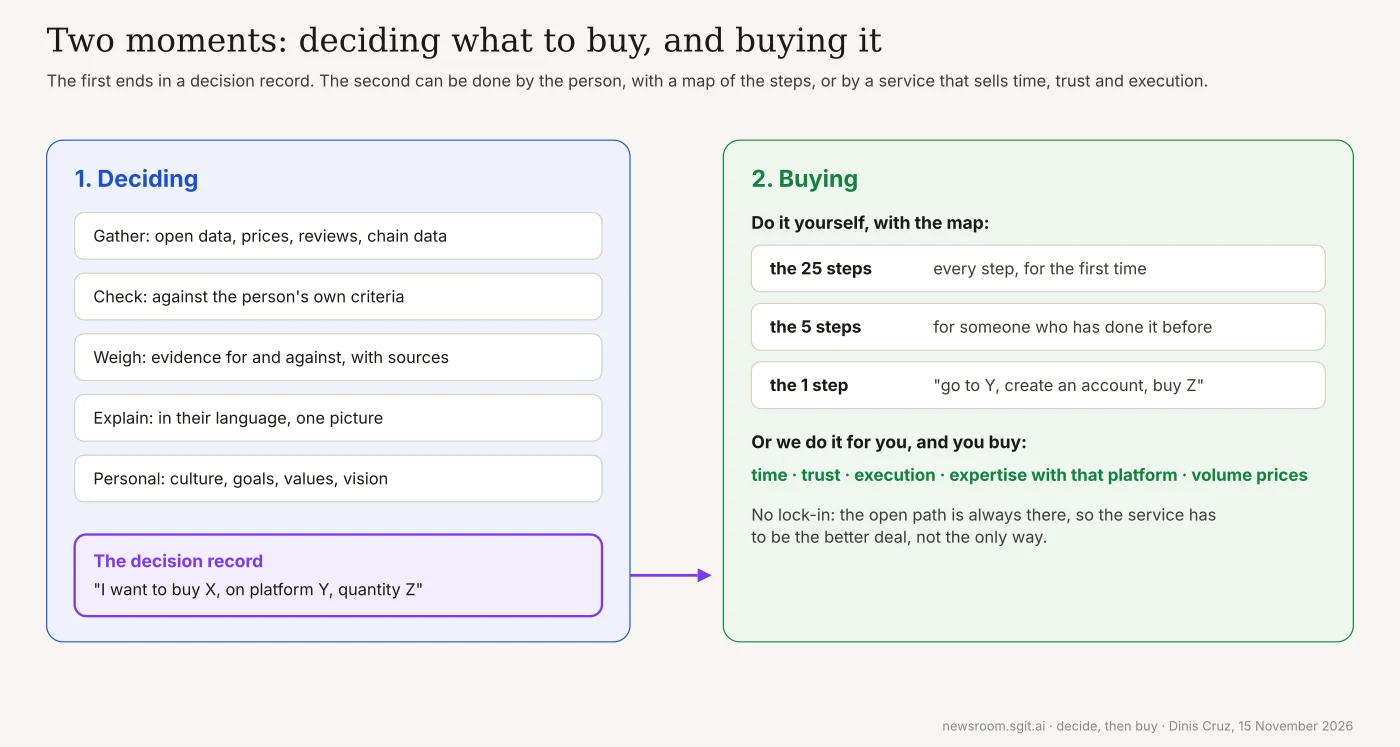 Two moments: deciding what to buy, and buying it
The first ends in a decision record. The second can be done by the person, with a map of the steps, or by a service that sells time, trust and execution.
1. Deciding
Gather: open data, prices, reviews, chain data
Check: against the person's own criteria
Weigh: evidence for and against, with sources
Explain: in their language, one picture
Personal: culture, goals, values, vision
The decision record
"I want to buy X, on platform Y, quantity Z"
2. Buying
Do it yourself, with the map:
the 25 steps every step, for the first time
the 5 steps for someone who has done it before
the 1 step "go to Y, create an account, buy Z"
Or we do it for you, and you buy:
time · trust · execution · expertise with that platform · volume prices
No lock-in: the open path is always there, so the service has
to be the better deal, not the only way.
newsroom.sgit.ai · decide, then buy · Dinis Cruz, 15 November 2026